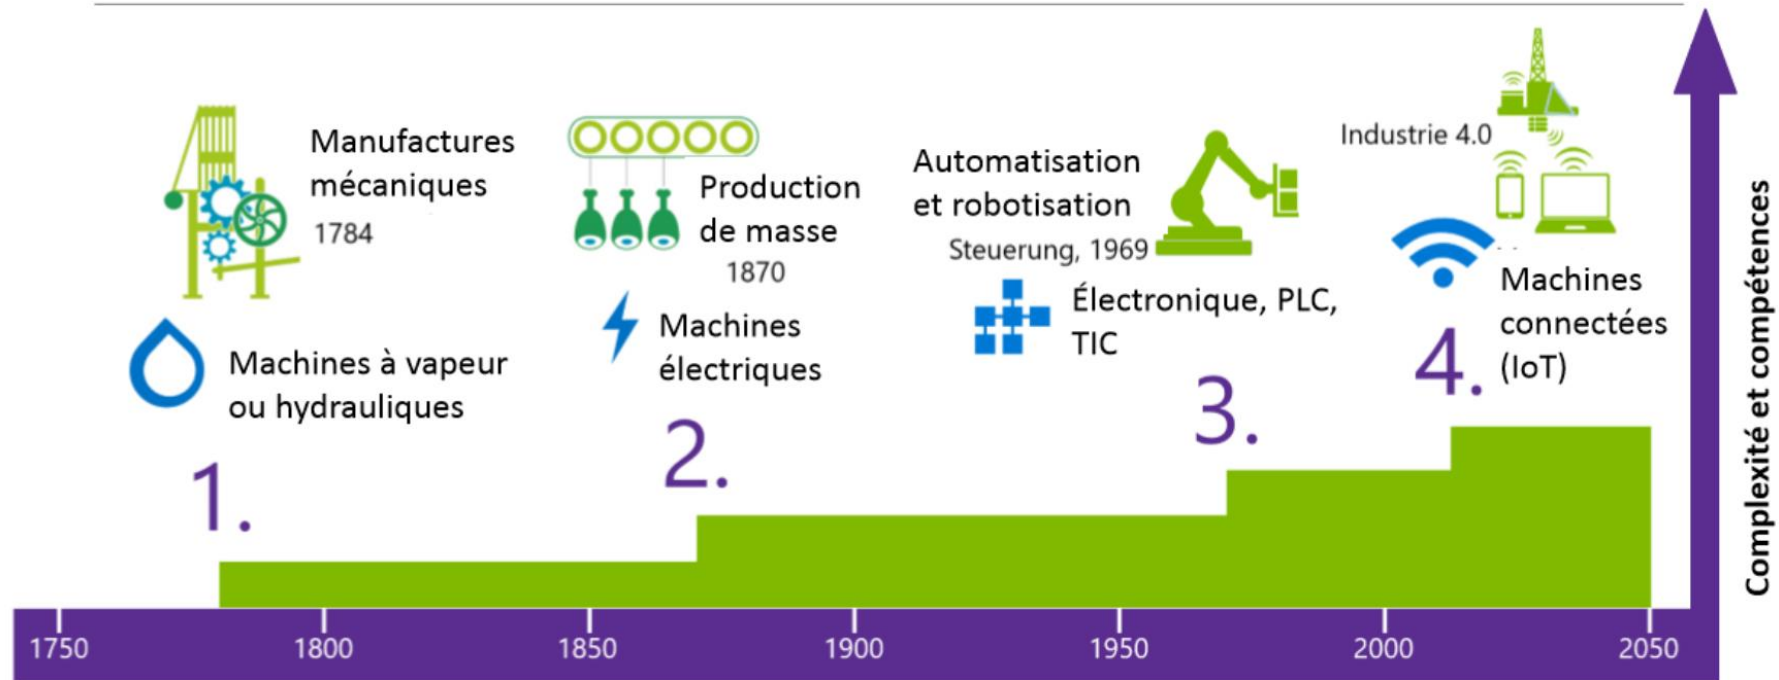 Manufactures
mécaniques
1784
Machines à vapeur
ou hydrauliques
1.
Production
de masse
1870
Machines
électriques
2.
Automatisation
et robotisation
Steuerung, 1969
Électronique, PLC,
TIC
3.
Industrie 4.0
Machines
connectées
(IoT)
4.
Complexité et compétences
1750 1800 1850 1900 1950 2000 2050